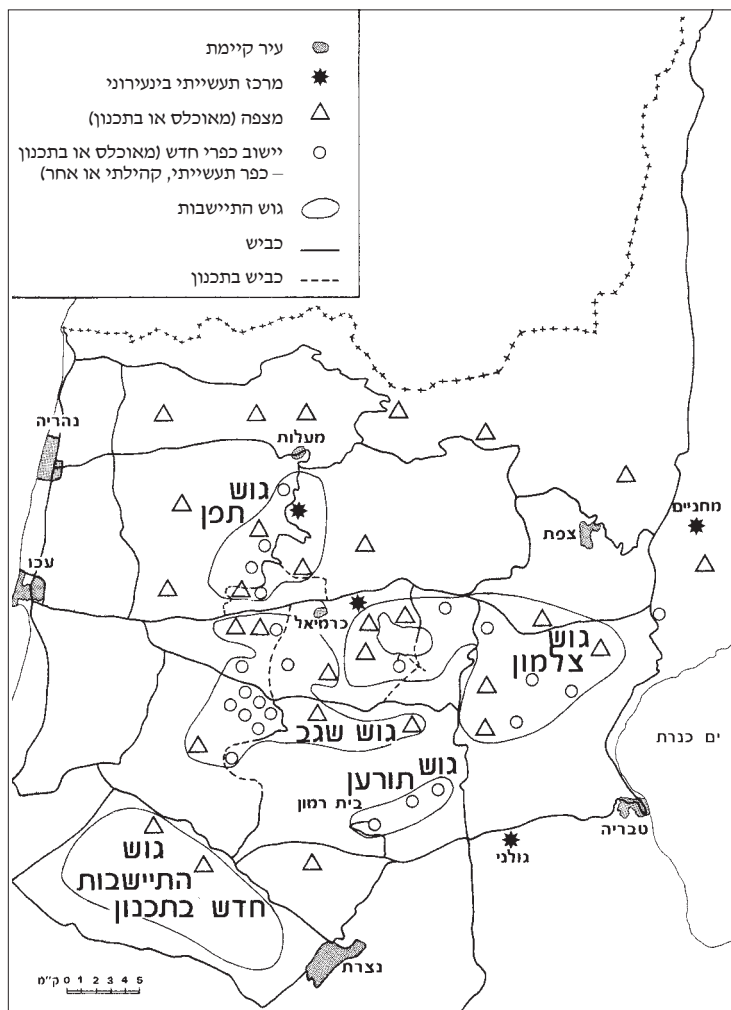 עיר קיימת
מרכז תעשייתי בינעירוני
מצפה (מאוכלס או בתכנון)
יישוב כפרי חדש (מאוכלס או בתכנון
– כפר תעשייתי, קהילתי או אחר)
גוש התיישבות
כביש
כביש בתכנון
נהריה
מעלות
גוש
תפן
מחניים
צפת
עכו
כרמיאל
גוש
צלמון
גוש שגב
ים כנרת
גוש
תורען
בית רמון
טבריה
גולני
גוש
התיישבות
חדש בתכנון
נצרת
ק"מ 0 1 2 3 4 5